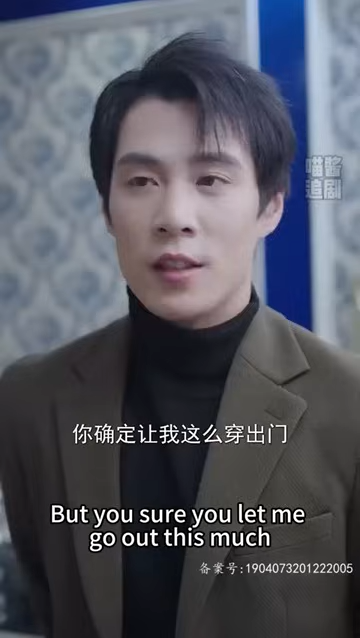 喵酱
追剧
你确定让我这么穿出门
But you sure you let me
go out this much
备案号:1904073201222005